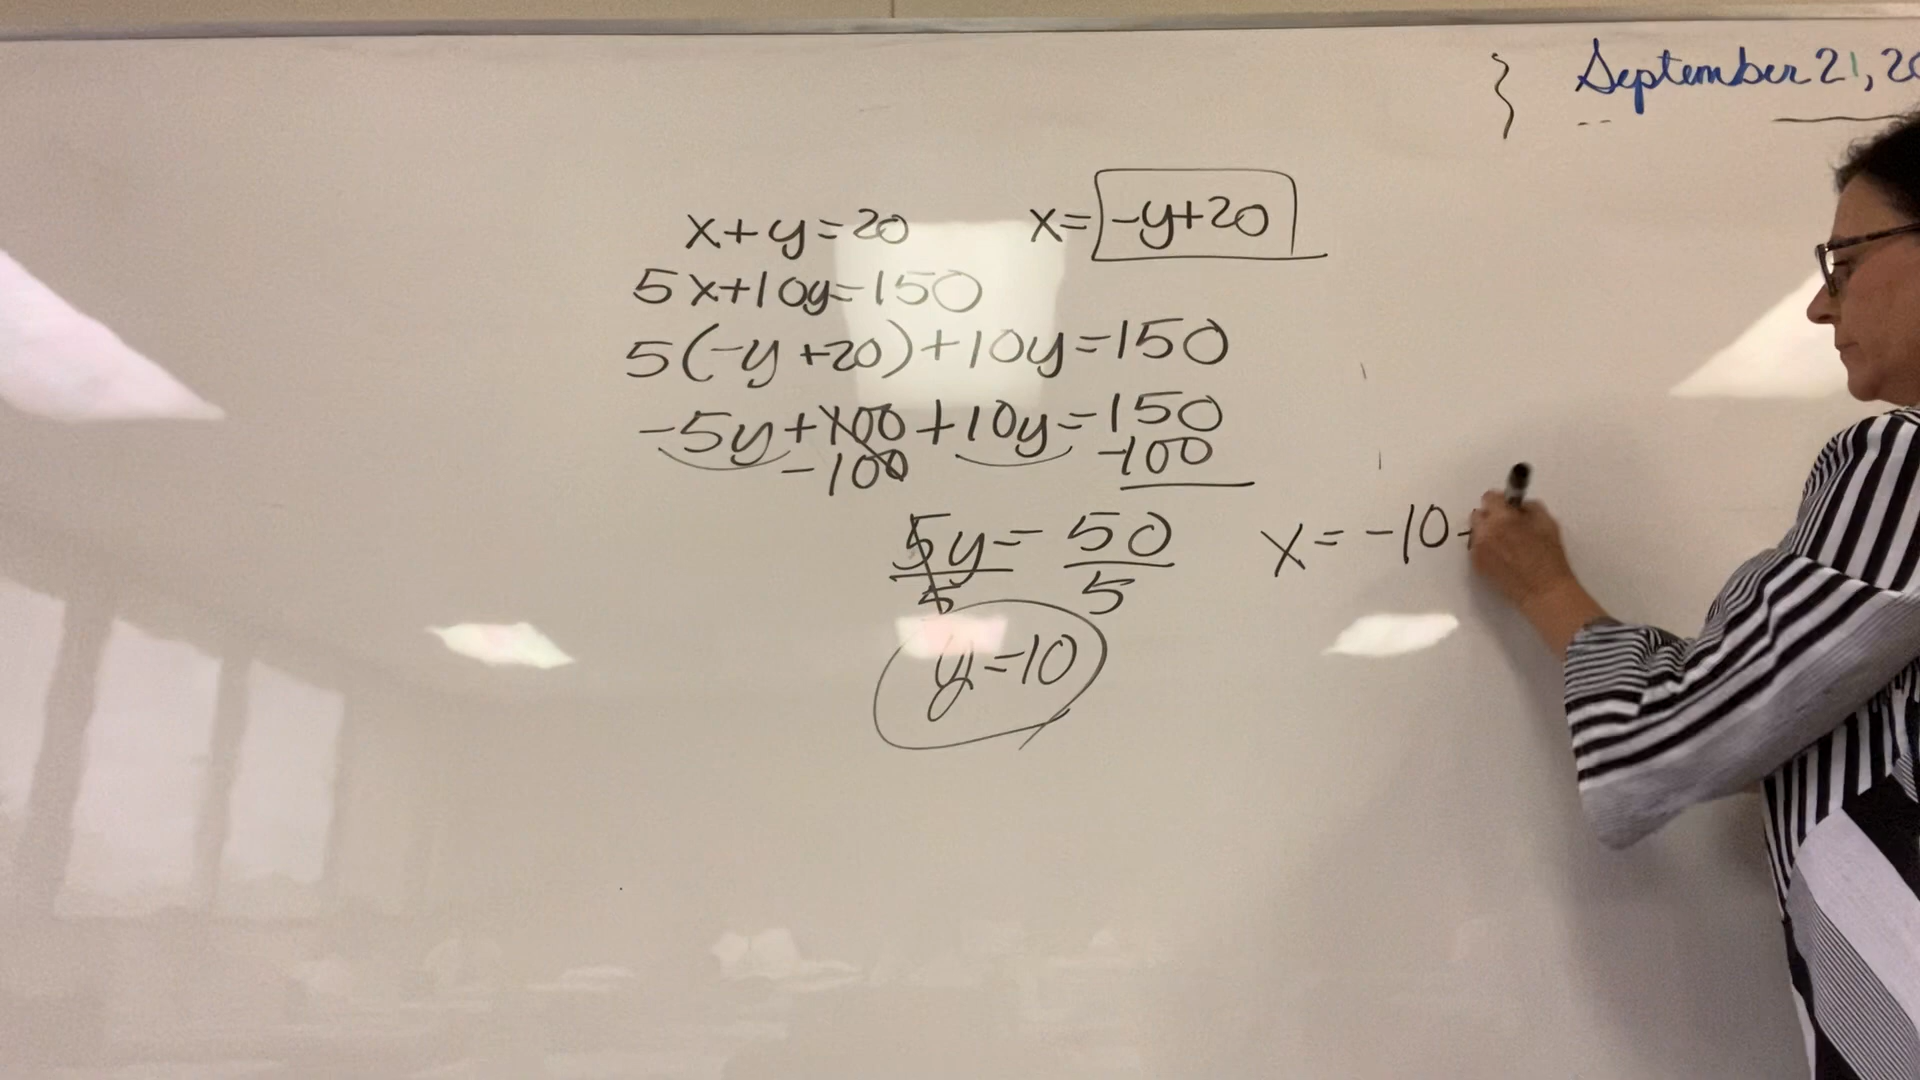 September 21, 20
x+y=20 x=-y+20
5x+10y=150
5(-y+20)+10y=150
-5y+100+10y=150
-100 -100
5y=50 x=-10+
5 5
y=10